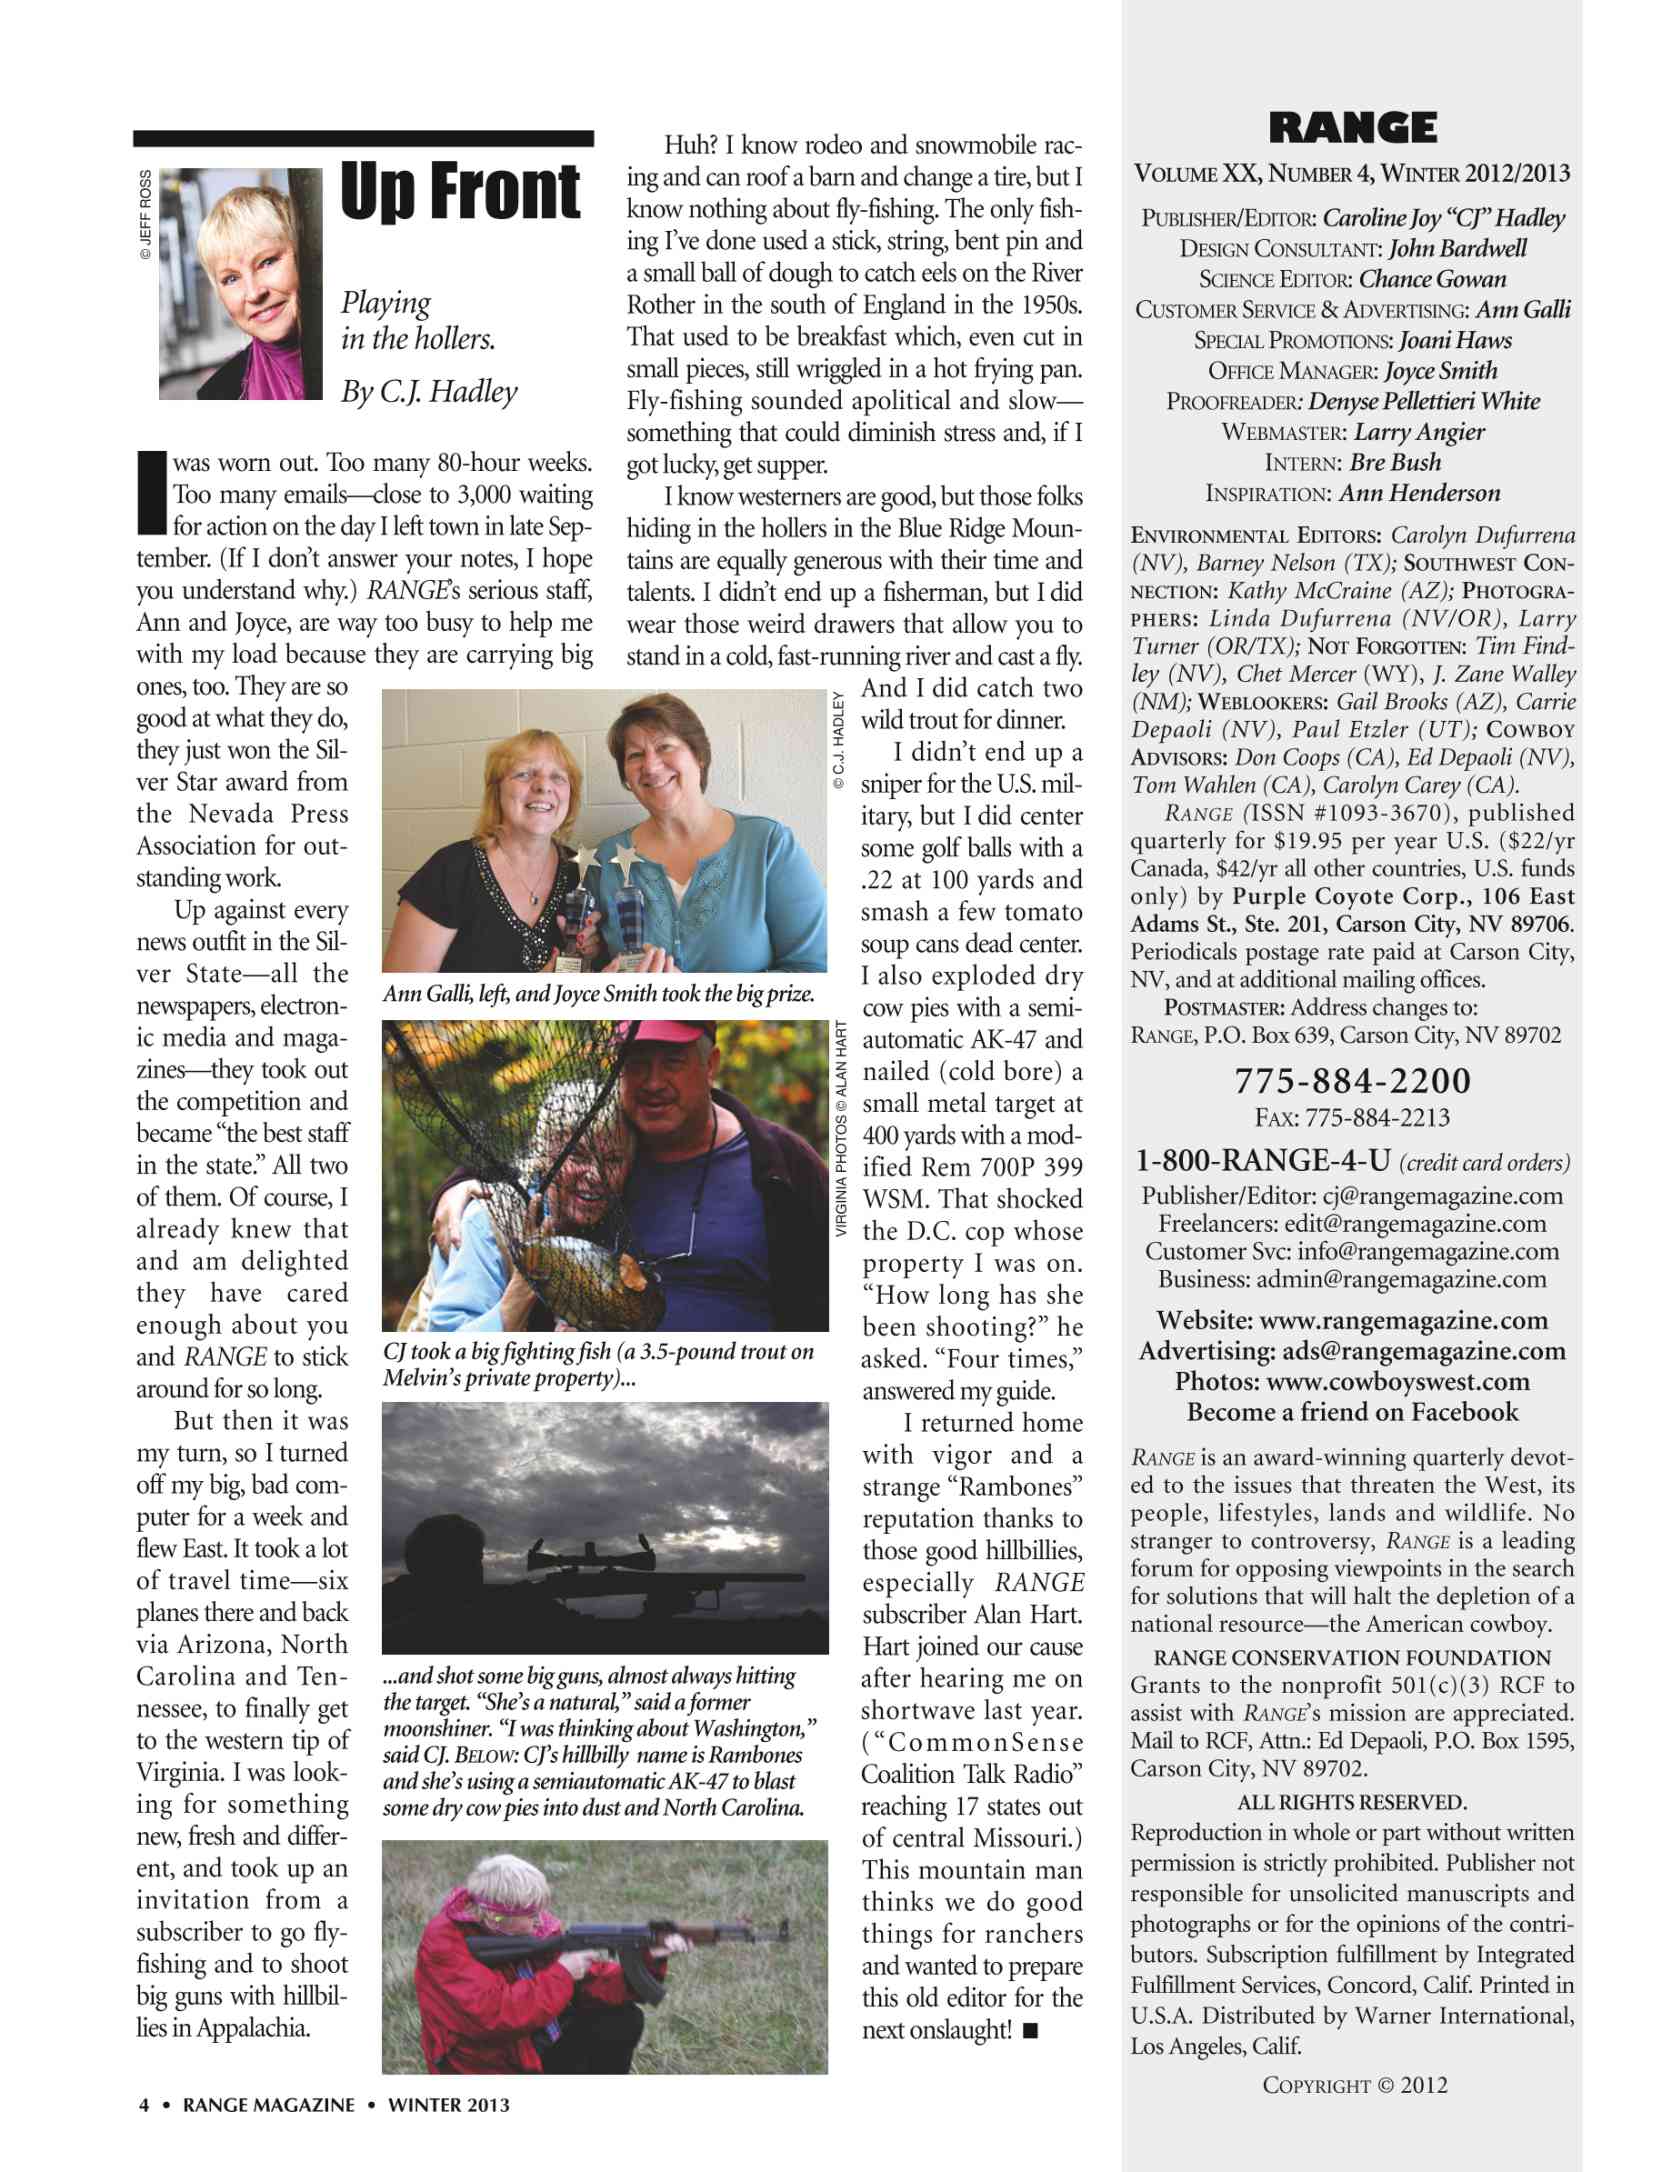 © JEFF ROSS
Up Front
Playing
in the hollers.
By C.J. Hadley
I was worn out. Too many 80-hour weeks.
Too many emails—close to 3,000 waiting
for action on the day I left town in late Sep-
tember. (If I don't answer your notes, I hope
you understand why.) RANGE's serious staff,
Ann and Joyce, are way too busy to help me
with my load because they are carrying big
ones, too. They are so
good at what they do,
they just won the Sil-
ver Star award from
the Nevada Press
Association for out-
standing work.
Up against every
news outfit in the Sil-
ver State—all the
newspapers, electron-
ic media and maga-
zines—they took out
the competition and
became "the best staff
in the state." All two
of them. Of course, I
already knew that
and am delighted
they have cared
enough about you
and RANGE to stick
around for so long.
But then it was
my turn, so I turned
off my big, bad com-
puter for a week and
flew East. It took a lot
of travel time—six
planes there and back
via Arizona, North
Carolina and Ten-
nessee, to finally get
to the western tip of
Virginia. I was look-
ing for something
new, fresh and differ-
ent, and took up an
invitation from a
subscriber to go fly-
fishing and to shoot
big guns with hillbil-
lies in Appalachia.
Huh? I know rodeo and snowmobile rac-
ing and can roof a barn and change a tire, but I
know nothing about fly-fishing. The only fish-
ing I've done used a stick, string, bent pin and
a small ball of dough to catch eels on the River
Rother in the south of England in the 1950s.
That used to be breakfast which, even cut in
small pieces, still wriggled in a hot frying pan.
Fly-fishing sounded apolitical and slow—
something that could diminish stress and, if I
got lucky, get supper.
I know westerners are good, but those folks
hiding in the hollers in the Blue Ridge Moun-
tains are equally generous with their time and
talents. I didn't end up a fisherman, but I did
wear those weird drawers that allow you to
stand in a cold, fast-running river and cast a fly.
And I did catch two
wild trout for dinner.
I didn't end up a
sniper for the U.S. mil-
itary, but I did center
some golf balls with a
.22 at 100 yards and
smash a few tomato
soup cans dead center.
I also exploded dry
cow pies with a semi-
automatic AK-47 and
nailed (cold bore) a
small metal target at
400 yards with a mod-
ified Rem 700P 399
WSM. That shocked
the D.C. cop whose
property I was on.
"How long has she
been shooting?" he
asked. "Four times,"
answered my guide.
I returned home
with vigor and a
strange "Rambones"
reputation thanks to
those good hillbillies,
especially RANGE
subscriber Alan Hart.
Hart joined our cause
after hearing me on
shortwave last year.
("CommonSense
Coalition Talk Radio"
reaching 17 states out
of central Missouri.)
This mountain man
thinks we do good
things for ranchers
and wanted to prepare
this old editor for the
next onslaught! ■
© C.J. HADLEY
Ann Galli, left, and Joyce Smith took the big prize.
VIRGINIA PHOTOS © ALAN HART
CJ took a big fighting fish (a 3.5-pound trout on
Melvin's private property)...
...and shot some big guns, almost always hitting
the target. "She's a natural," said a former
moonshiner. "I was thinking about Washington,"
said CJ. BELOW: CJ's hillbilly name is Rambones
and she's using a semiautomatic AK-47 to blast
some dry cow pies into dust and North Carolina.
4 • RANGE MAGAZINE • WINTER 2013
RANGE
VOLUME XX, NUMBER 4, WINTER 2012/2013
PUBLISHER/EDITOR: Caroline Joy "CJ" Hadley
DESIGN CONSULTANT: John Bardwell
SCIENCE EDITOR: Chance Gowan
CUSTOMER SERVICE & ADVERTISING: Ann Galli
SPECIAL PROMOTIONS: Joani Haws
OFFICE MANAGER: Joyce Smith
PROOFREADER: Denyse Pellettieri White
WEBMASTER: Larry Angier
INTERN: Bre Bush
INSPIRATION: Ann Henderson
ENVIRONMENTAL EDITORS: Carolyn Dufurrena
(NV), Barney Nelson (TX); SOUTHWEST CON-
NECTION: Kathy McCraine (AZ); PHOTOGRA-
PHERS: Linda Dufurrena (NV/OR), Larry
Turner (OR/TX); NOT FORGOTTEN: Tim Find-
ley (NV), Chet Mercer (WY), J. Zane Walley
(NM); WEBLOOKERS: Gail Brooks (AZ), Carrie
Depaoli (NV), Paul Etzler (UT); COWBOY
ADVISORS: Don Coops (CA), Ed Depaoli (NV),
Tom Wahlen (CA), Carolyn Carey (CA).
RANGE (ISSN #1093-3670), published
quarterly for $19.95 per year U.S. ($22/yr
Canada, $42/yr all other countries, U.S. funds
only) by Purple Coyote Corp., 106 East
Adams St., Ste. 201, Carson City, NV 89706.
Periodicals postage rate paid at Carson City,
NV, and at additional mailing offices.
POSTMASTER: Address changes to:
RANGE, P.O. Box 639, Carson City, NV 89702
775-884-2200
FAX: 775-884-2213
1-800-RANGE-4-U (credit card orders)
Publisher/Editor: cj@rangemagazine.com
Freelancers: edit@rangemagazine.com
Customer Svc: info@rangemagazine.com
Business: admin@rangemagazine.com
Website: www.rangemagazine.com
Advertising: ads@rangemagazine.com
Photos: www.cowboyswest.com
Become a friend on Facebook
RANGE is an award-winning quarterly devot-
ed to the issues that threaten the West, its
people, lifestyles, lands and wildlife. No
stranger to controversy, RANGE is a leading
forum for opposing viewpoints in the search
for solutions that will halt the depletion of a
national resource—the American cowboy.
RANGE CONSERVATION FOUNDATION
Grants to the nonprofit 501(c)(3) RCF to
assist with RANGE's mission are appreciated.
Mail to RCF, Attn.: Ed Depaoli, P.O. Box 1595,
Carson City, NV 89702.
ALL RIGHTS RESERVED.
Reproduction in whole or part without written
permission is strictly prohibited. Publisher not
responsible for unsolicited manuscripts and
photographs or for the opinions of the contri-
butors. Subscription fulfillment by Integrated
Fulfillment Services, Concord, Calif. Printed in
U.S.A. Distributed by Warner International,
Los Angeles, Calif.
COPYRIGHT © 2012